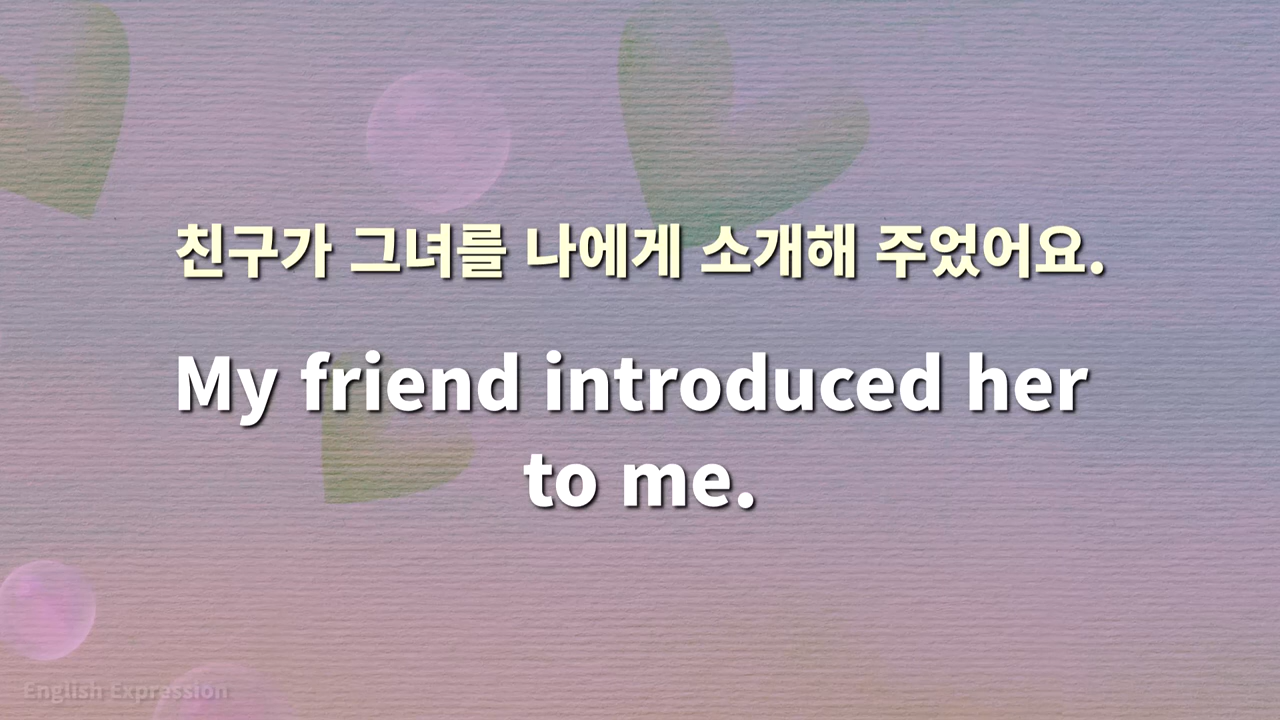 친구가 그녀를 나에게 소개해 주었어요.
My friend introduced her
to me.
English Expression